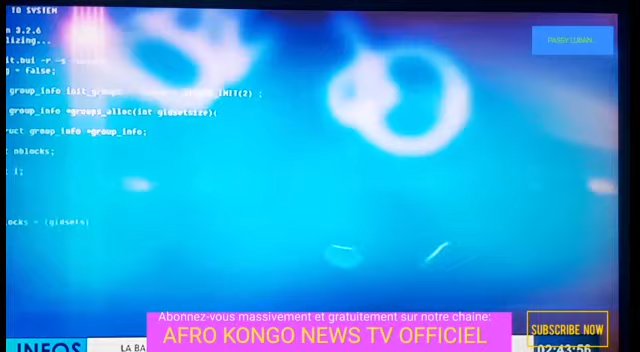 TO SYSTEM
n 3.2.6
lizing...
it.bui -r -s
g = false;
group_info init_groups INIT(2) ;
group_info *groups_alloc(int gidsetsize){
uct group_info *group_info;
nblocks;
i;
ocks = (gidsets)
PASSY LUBAN...
Abonnez-vous massivement et gratuitement sur notre chaine:
AFRO KONGO NEWS TV OFFICIEL
SUBSCRIBE NOW
INFOS
LA BA
02:43:56